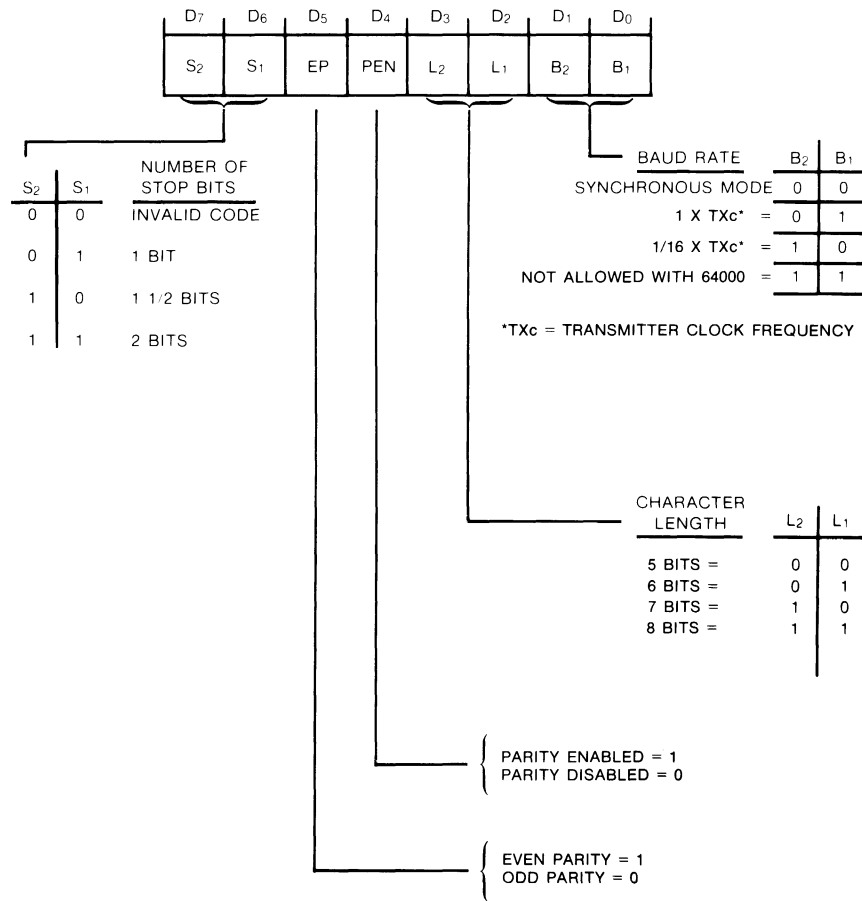 D7 D6 D5 D4 D3 D2 D1 D0
S2 S1 EP PEN L2 L1 B2 B1
NUMBER OF
S2 S1 STOP BITS
0 0 INVALID CODE
0 1 1 BIT
1 0 1 1/2 BITS
1 1 2 BITS
BAUD RATE B2 B1
SYNCHRONOUS MODE 0 0
1 X TXc* = 0 1
1/16 X TXc* = 1 0
NOT ALLOWED WITH 64000 = 1 1
*TXc = TRANSMITTER CLOCK FREQUENCY
CHARACTER
LENGTH L2 L1
5 BITS = 0 0
6 BITS = 0 1
7 BITS = 1 0
8 BITS = 1 1
PARITY ENABLED = 1
PARITY DISABLED = 0
EVEN PARITY = 1
ODD PARITY = 0